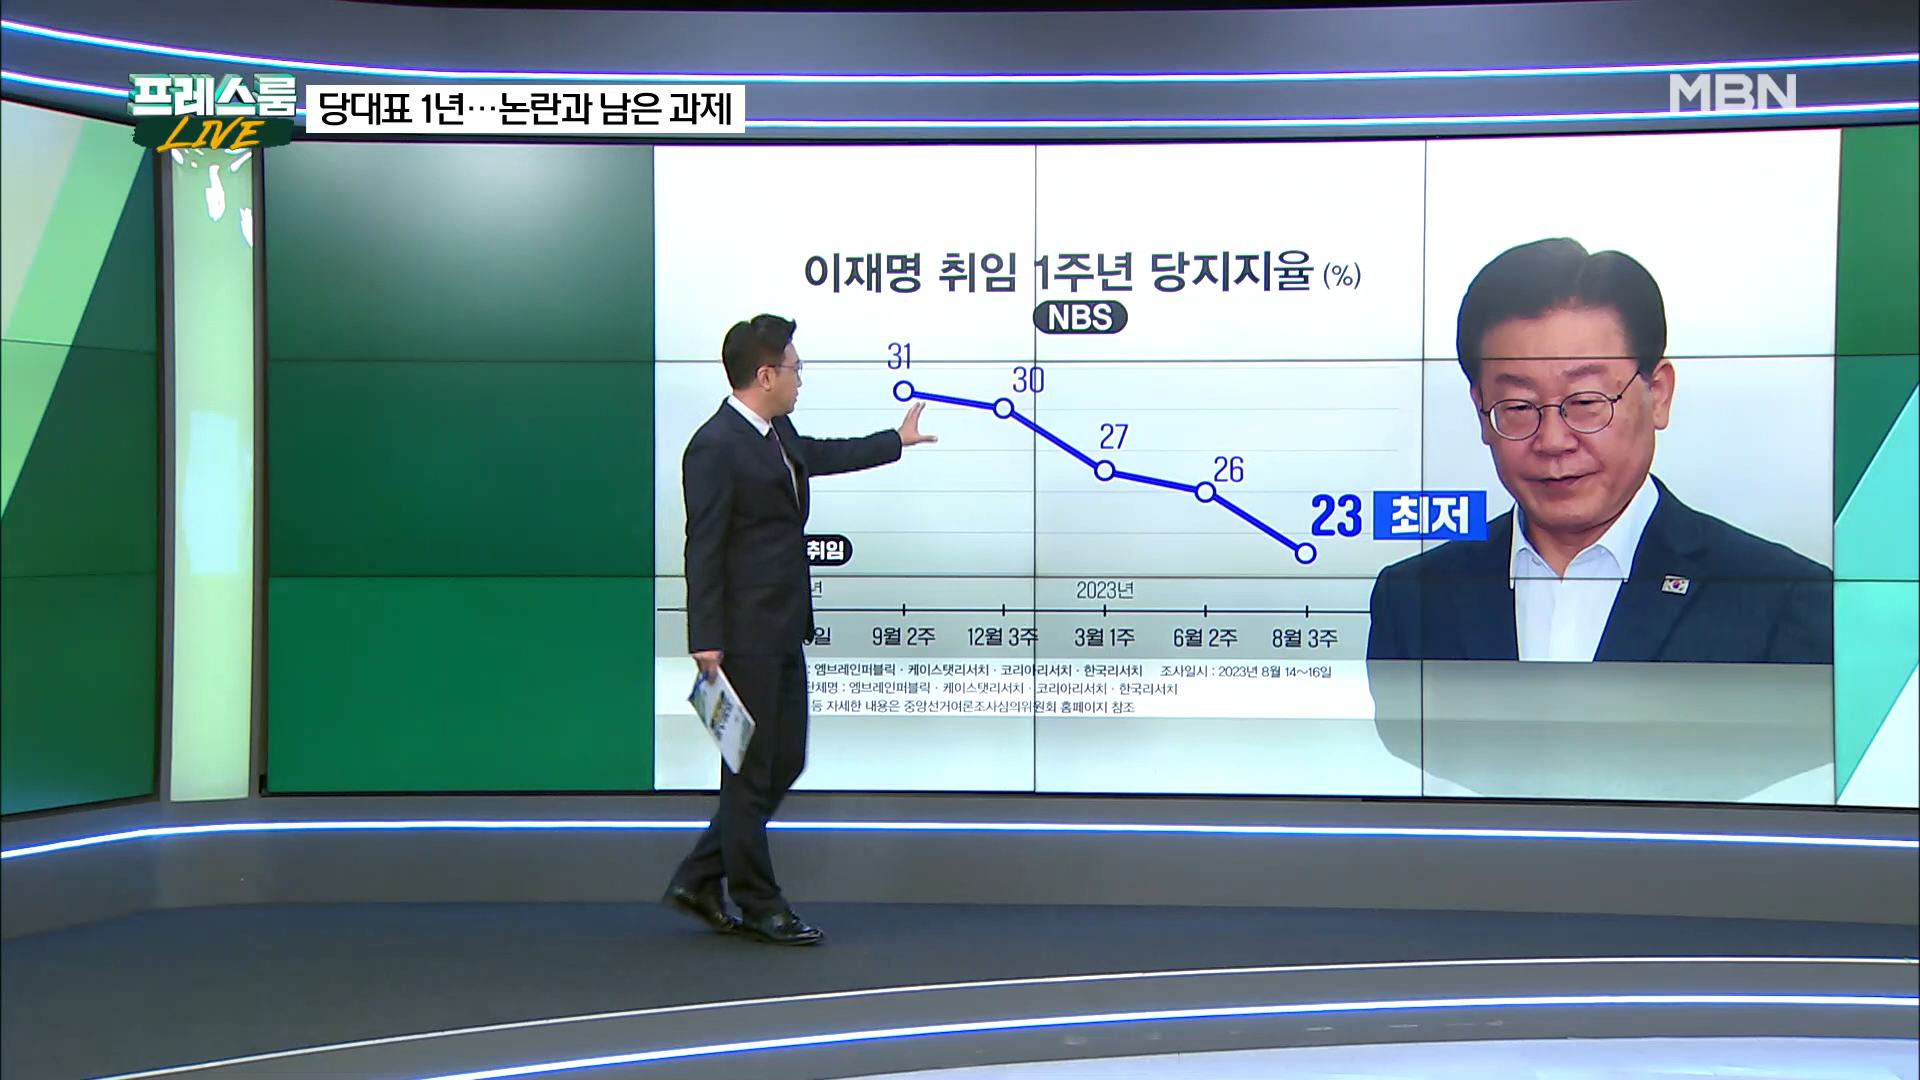 프레스룸
LIVE
당대표 1년…논란과 남은 과제
MBN
이재명 취임 1주년 당지지율 (%)
NBS
31
30
27
26
23 최저
취임
년
2023년
일
9월 2주
12월 3주
3월 1주
6월 2주
8월 3주
: 엠브레인퍼블릭 · 케이스탯리서치 · 코리아리서치 · 한국리서치 조사일시 : 2023년 8월 14~16일
단체명 : 엠브레인퍼블릭 · 케이스탯리서치 · 코리아리서치 · 한국리서치
등 자세한 내용은 중앙선거여론조사심의위원회 홈페이지 참조